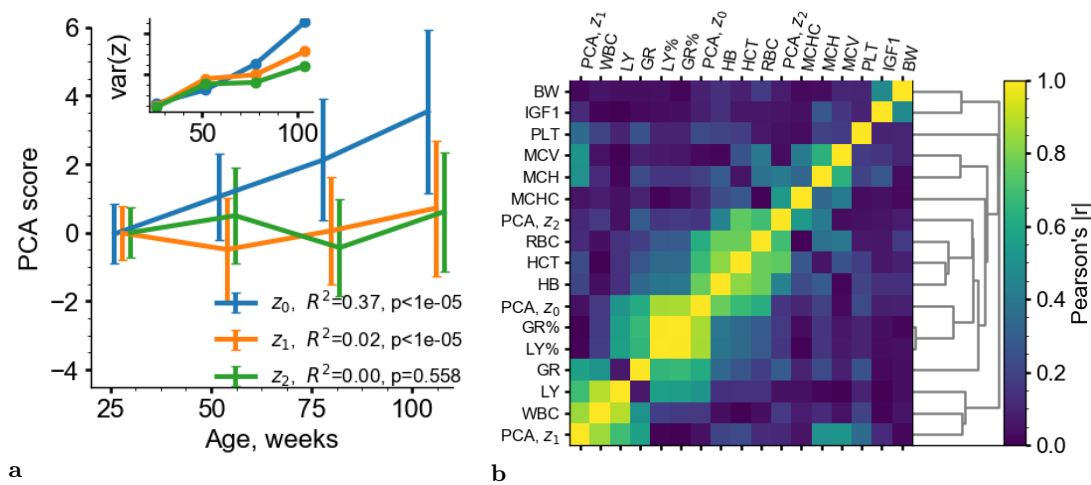 PCA score
6
4
2
0
−2
−4
25
50
75
100
Age, weeks
var(z)
50
100
z0, R²=0.37, p<1e-05
z1, R²=0.02, p<1e-05
z2, R²=0.00, p=0.558
a
PCA, z1
WBC
LY
GR
LY%
GR%
PCA, z0
HB
HCT
RBC
PCA, z2
MCHC
MCH
MCV
PLT
IGF1
BW
BW
IGF1
PLT
MCV
MCH
MCHC
PCA, z2
RBC
HCT
HB
PCA, z0
GR%
LY%
GR
LY
WBC
PCA, z1
1.0
0.8
0.6
0.4
0.2
0.0
Pearson's |r|
b